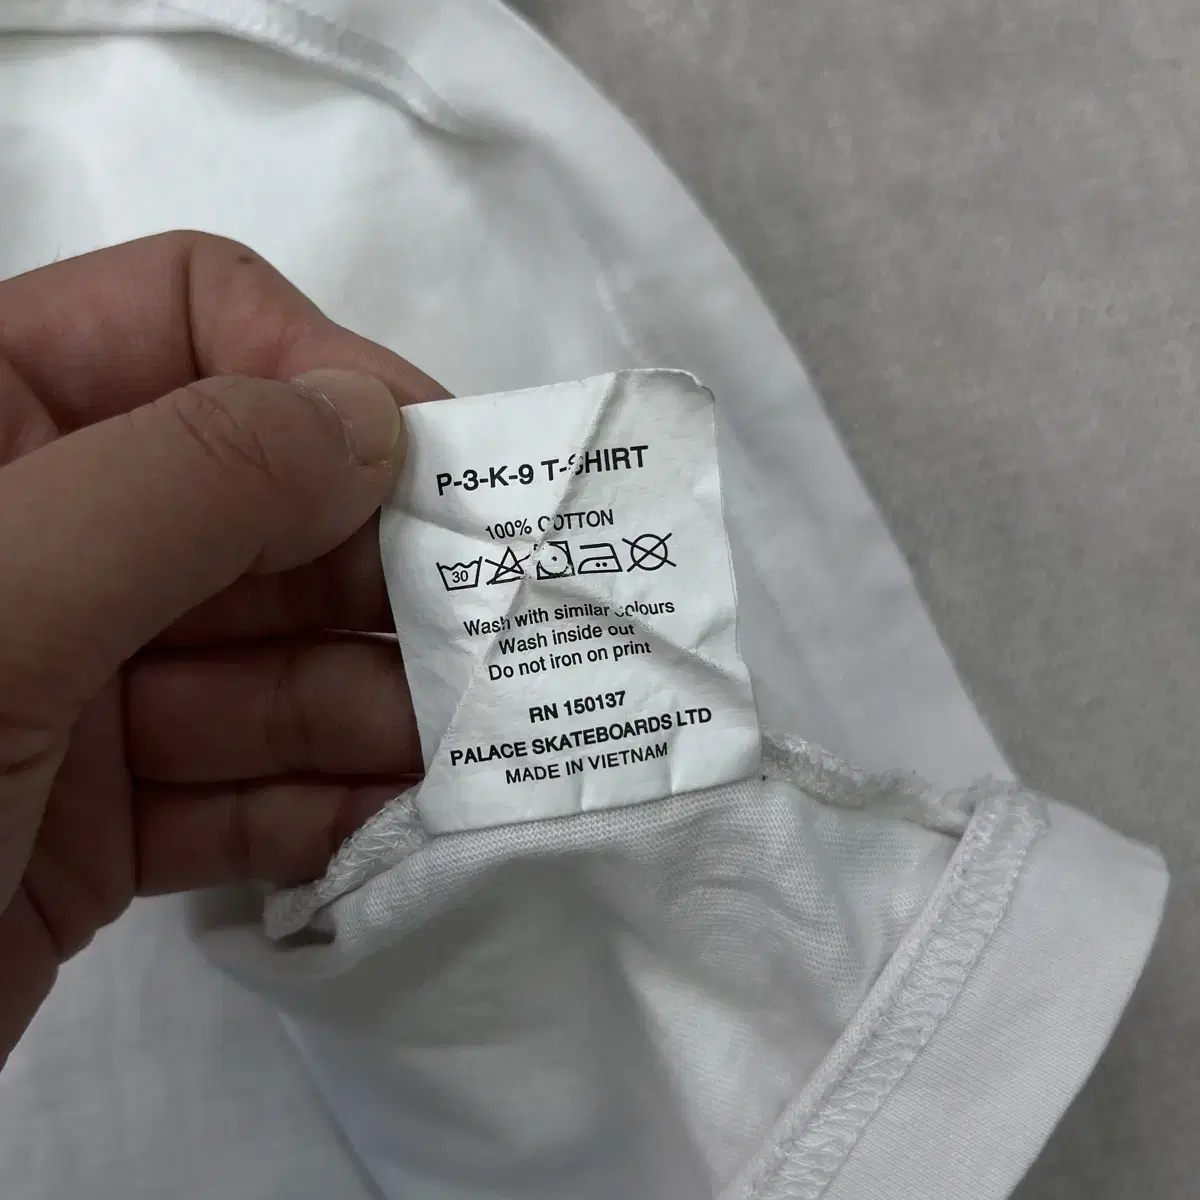 P-3-K-9 T-SHIRT
100% COTTON
30
Wash with similar colours
Wash inside out
Do not iron on print
RN 150137
PALACE SKATEBOARDS LTD
MADE IN VIETNAM